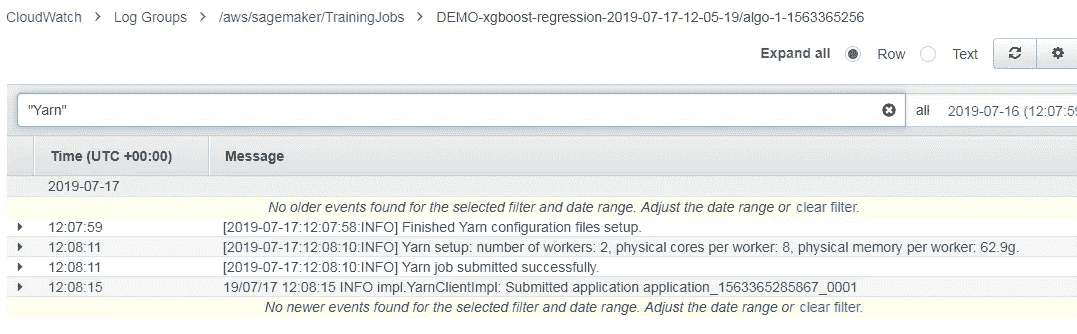 CloudWatch > Log Groups > /aws/sagemaker/TrainingJobs > DEMO-xgboost-regression-2019-07-17-12-05-19/algo-1-1563365256
Expand all Row Text
"Yarn" all 2019-07-16 (12:07:59
Time (UTC +00:00) Message
2019-07-17
No older events found for the selected filter and date range. Adjust the date range or clear filter.
12:07:59 [2019-07-17:12:07:58:INFO] Finished Yarn configuration files setup.
12:08:11 [2019-07-17:12:08:10:INFO] Yarn setup: number of workers: 2, physical cores per worker: 8, physical memory per worker: 62.9g.
12:08:11 [2019-07-17:12:08:10:INFO] Yarn job submitted successfully.
12:08:15 19/07/17 12:08:15 INFO impl.YarnClientImpl: Submitted application application_1563365285867_0001
No newer events found for the selected filter and date range. Adjust the date range or clear filter.